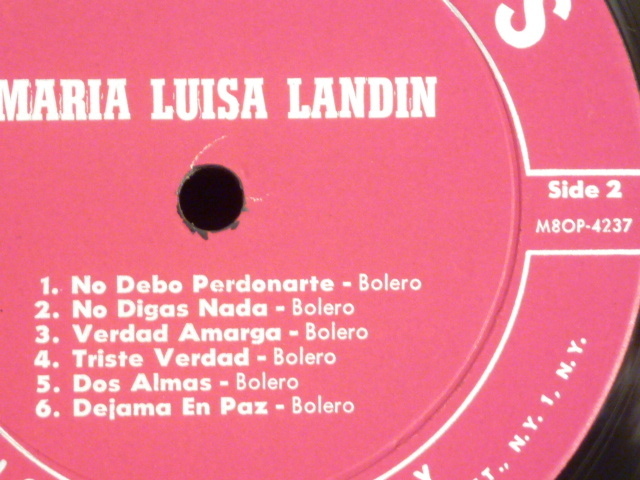 S
MARIA LUISA LANDIN
Side 2
M8OP-4237
1. No Debo Perdonarte - Bolero
2. No Digas Nada - Bolero
3. Verdad Amarga - Bolero
4. Triste Verdad - Bolero
5. Dos Almas - Bolero
6. Dejama En Paz - Bolero
T., N.Y. 1, N.Y.